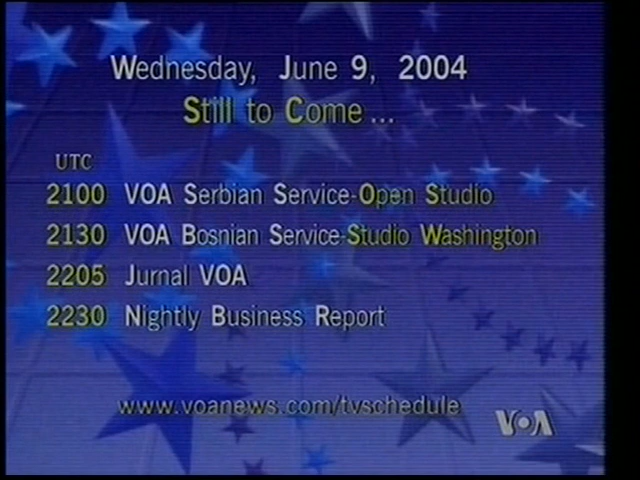 Wednesday, June 9, 2004
Still to Come...
UTC
2100 VOA Serbian Service-Open Studio
2130 VOA Bosnian Service-Studio Washington
2205 Jurnal VOA
2230 Nightly Business Report
www.voanews.com/tvschedule
VOA